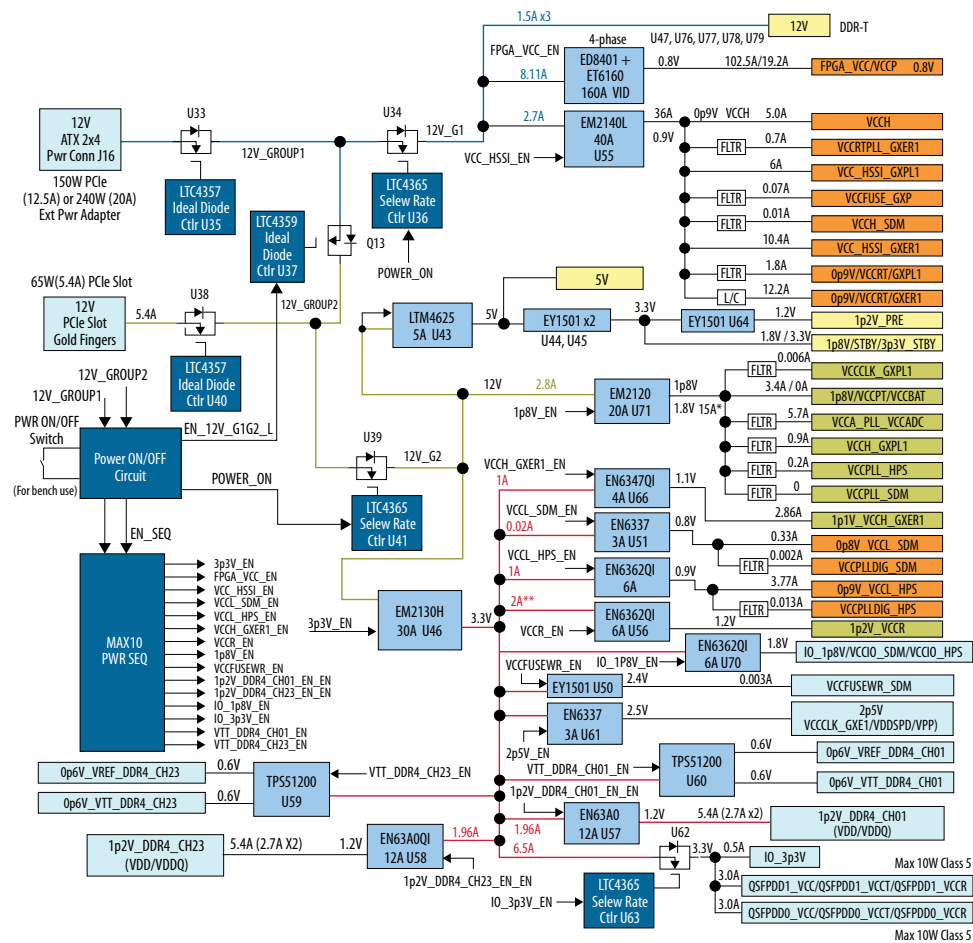 1.5A x3
12V
DDR-T
4-phase
U47, U76, U77, U78, U79
FPGA_VCC_EN
ED8401 +
ET6160
160A VID
0.8V
102.5A/19.2A
FPGA_VCC/VCCP 0.8V
8.11A
U33
U34
12V
ATX 2x4
Pwr Conn J16
12V_GROUP1
12V_G1
2.7A
EM2140L
40A
U55
36A
0.9V
0p9V VCCH 5.0A
VCCH
VCC_HSSI_EN
FLTR
0.7A
VCCRTPLL_GXER1
6A
VCC_HSSI_GXPL1
150W PCIe
(12.5A) or 240W (20A)
Ext Pwr Adapter
LTC4357
Ideal Diode
Ctlr U35
LTC4359
Ideal
Diode
Ctlr U37
LTC4365
Selew Rate
Ctlr U36
FLTR
0.07A
VCCFUSE_GXP
FLTR
0.01A
VCCH_SDM
Q13
POWER_ON
10.4A
VCC_HSSI_GXER1
FLTR
1.8A
0p9V/VCCRT/GXPL1
L/C
12.2A
0p9V/VCCRT/GXER1
65W(5.4A) PCIe Slot
12V
PCIe Slot
Gold Fingers
5.4A
U38
12V_GROUP2
5V
LTM4625
5A U43
5V
EY1501 x2
U44, U45
3.3V
EY1501 U64
1.2V
1p2V_PRE
1.8V / 3.3V
1p8V/STBY/3p3V_STBY
LTC4357
Ideal Diode
Ctlr U40
12V_GROUP2
12V_GROUP1
FLTR
0.006A
VCCCLK_GXPL1
12V
2.8A
EM2120
20A U71
1p8V
1.8V 15A*
1p8V_EN
3.4A / 0A
1p8V/VCCPT/VCCBAT
FLTR
5.7A
VCCA_PLL_VCCADC
FLTR
0.9A
VCCH_GXPL1
FLTR
0.2A
VCCPLL_HPS
FLTR
0
VCCPLL_SDM
PWR ON/OFF
Switch
(For bench use)
Power ON/OFF
Circuit
EN_12V_G1G2_L
POWER_ON
U39
12V_G2
LTC4365
Selew Rate
Ctlr U41
VCCH_GXER1_EN
1A
EN6347QI
4A U66
1.1V
2.86A
1p1V_VCCH_GXER1
VCCL_SDM_EN
0.02A
EN6337
3A U51
0.8V
0.33A
0p8V_VCCL_SDM
FLTR
0.002A
VCCPLLDIG_SDM
EN_SEQ
VCCL_HPS_EN
1A
EN6362QI
6A
0.9V
3.77A
0p9V_VCCL_HPS
FLTR
0.013A
VCCPLLDIG_HPS
MAX10
PWR SEQ
3p3V_EN
FPGA_VCC_EN
VCC_HSSI_EN
VCCL_SDM_EN
VCCL_HPS_EN
VCCH_GXER1_EN
VCCR_EN
1p8V_EN
VCCFUSEWR_EN
1p2V_DDR4_CH01_EN_EN
1p2V_DDR4_CH23_EN_EN
IO_1p8V_EN
IO_3p3V_EN
VTT_DDR4_CH01_EN
VTT_DDR4_CH23_EN
3p3V_EN
EM2130H
30A U46
3.3V
2A**
VCCR_EN
EN6362QI
6A U56
1.2V
1p2V_VCCR
IO_1P8V_EN
EN6362QI
6A U70
1.8V
IO_1p8V/VCCIO_SDM/VCCIO_HPS
VCCFUSEWR_EN
EY1501 U50
2.4V
0.003A
VCCFUSEWR_SDM
EN6337
3A U61
2.5V
2p5V_EN
2p5V
VCCCLK_GXE1/VDDSPD/VPP)
0p6V_VREF_DDR4_CH23
0.6V
TPS51200
U59
VTT_DDR4_CH23_EN
0p6V_VTT_DDR4_CH23
0.6V
VTT_DDR4_CH01_EN
TPS51200
U60
0.6V
0p6V_VREF_DDR4_CH01
0.6V
0p6V_VTT_DDR4_CH01
1p2V_DDR4_CH01_EN_EN
1.96A
EN63A0
12A U57
1.2V
5.4A (2.7A X2)
1p2V_DDR4_CH01
(VDD/VDDQ)
1p2V_DDR4_CH23
(VDD/VDDQ)
5.4A (2.7A X2)
1.2V
EN63A0QI
12A U58
1.96A
1p2V_DDR4_CH23_EN_EN
6.5A
U62
3.3V
0.5A
IO_3p3V
Max 10W Class 5
IO_3p3V_EN
LTC4365
Selew Rate
Ctlr U63
3.0A
QSFPDD1_VCC/QSFPDD1_VCCT/QSFPDD1_VCCR
3.0A
QSFPDD0_VCC/QSFPDD0_VCCT/QSFPDD0_VCCR
Max 10W Class 5